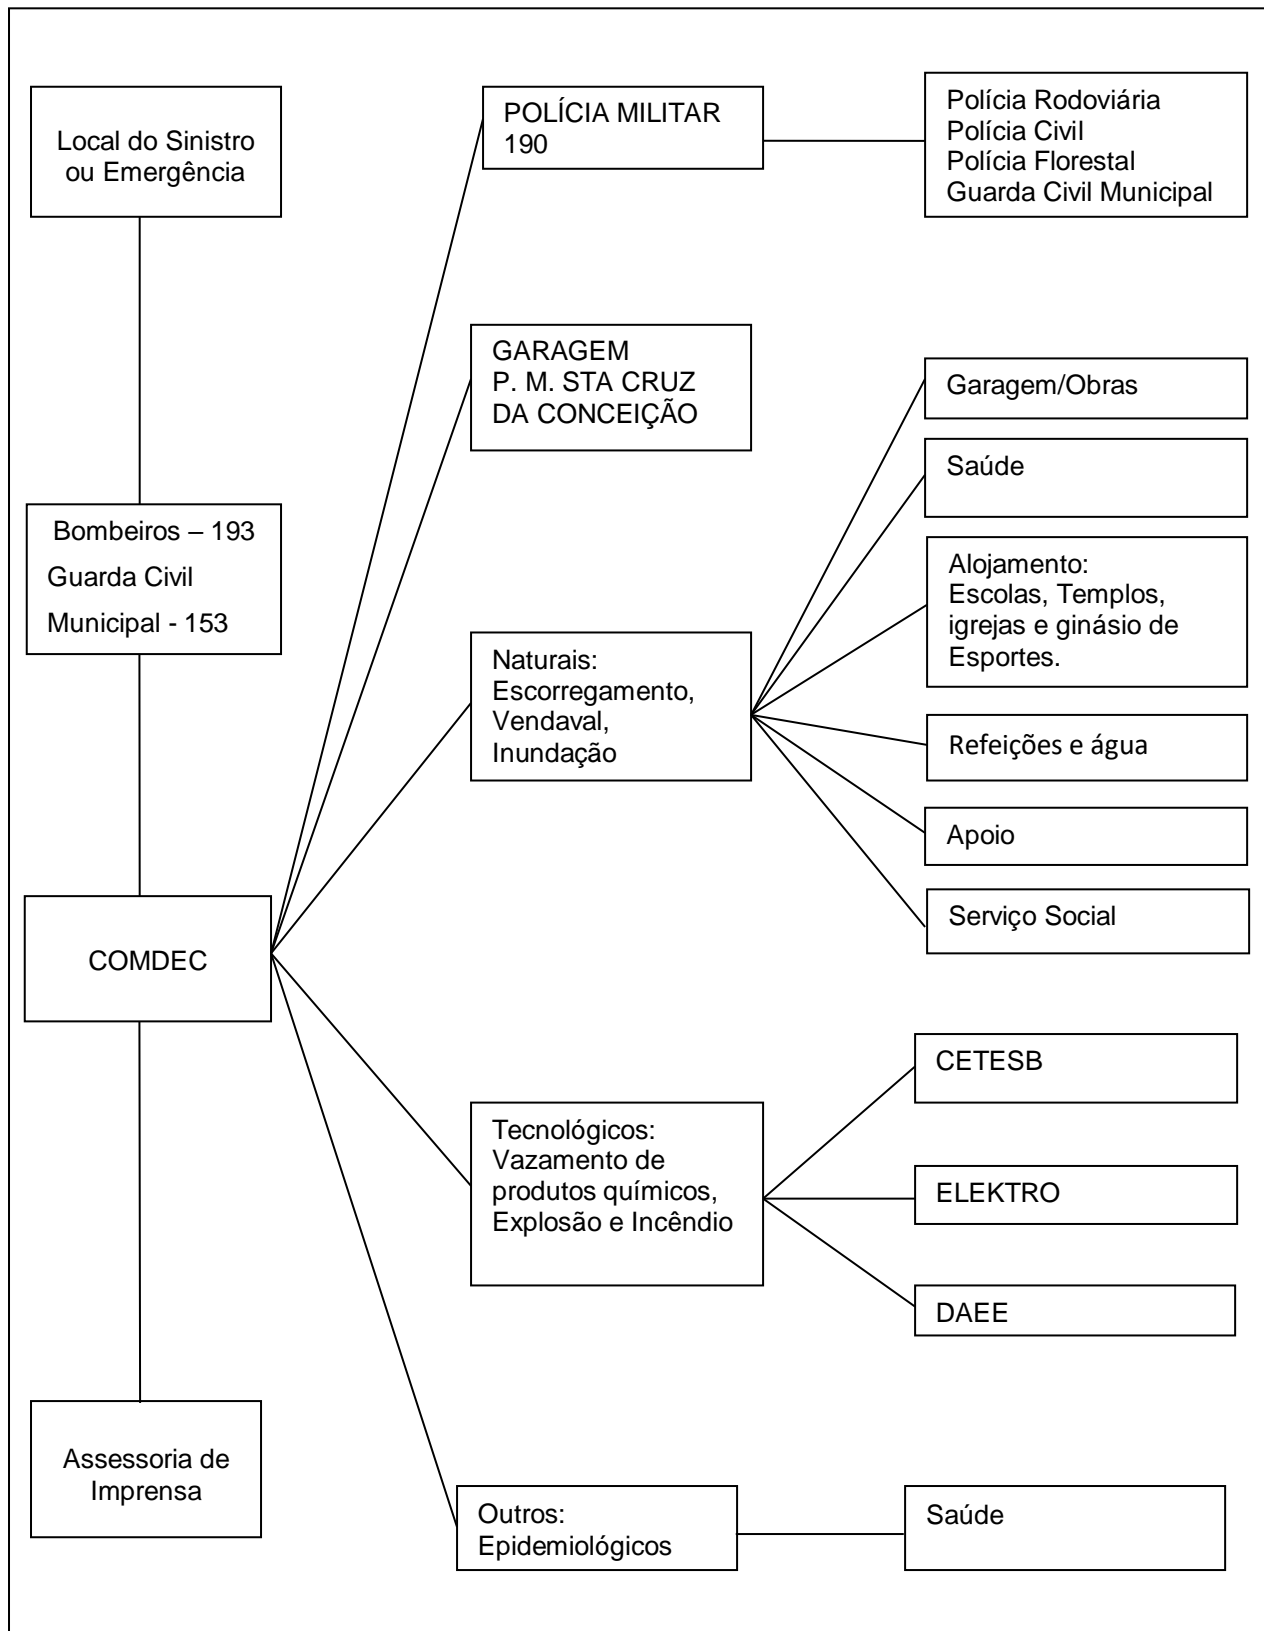 Local do Sinistro
ou Emergência
Bombeiros – 193
Guarda Civil
Municipal - 153
COMDEC
Assessoria de
Imprensa
POLÍCIA MILITAR
190
GARAGEM
P. M. STA CRUZ
DA CONCEIÇÃO
Naturais:
Escorregamento,
Vendaval,
Inundação
Tecnológicos:
Vazamento de
produtos químicos,
Explosão e Incêndio
Outros:
Epidemiológicos
Polícia Rodoviária
Polícia Civil
Polícia Florestal
Guarda Civil Municipal
Garagem/Obras
Saúde
Alojamento:
Escolas, Templos,
igrejas e ginásio de
Esportes.
Refeições e água
Apoio
Serviço Social
CETESB
ELEKTRO
DAEE
Saúde